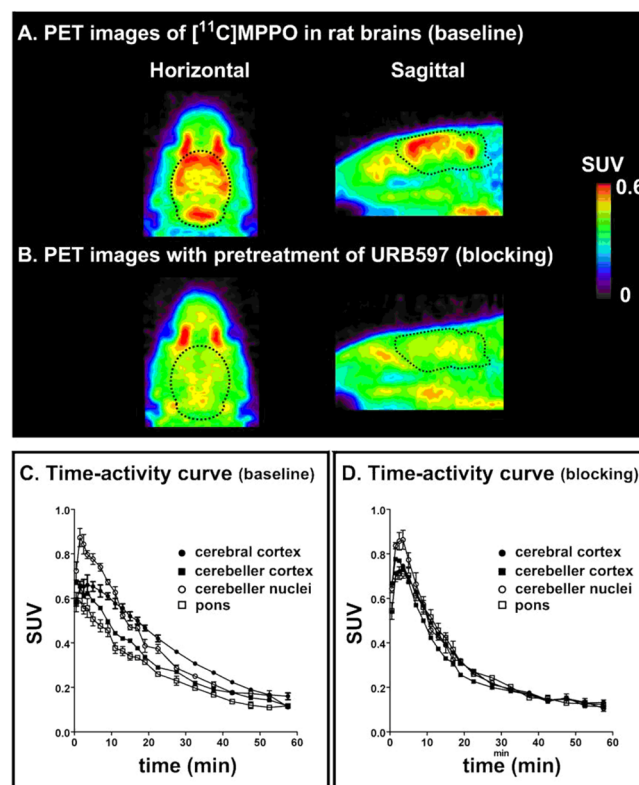 A. PET images of [¹¹C]MPPO in rat brains (baseline)
Horizontal
Sagittal
SUV
0.6
0
B. PET images with pretreatment of URB597 (blocking)
C. Time-activity curve (baseline)
1.0
0.8
0.6
0.4
0.2
0.0
SUV
cerebral cortex
cerebeller cortex
cerebeller nuclei
pons
0 10 20 30 40 50 60
time (min)
D. Time-activity curve (blocking)
1.0
0.8
0.6
0.4
0.2
0.0
SUV
cerebral cortex
cerebeller cortex
cerebeller nuclei
pons
0 10 20 30 40 50 60
min
time (min)